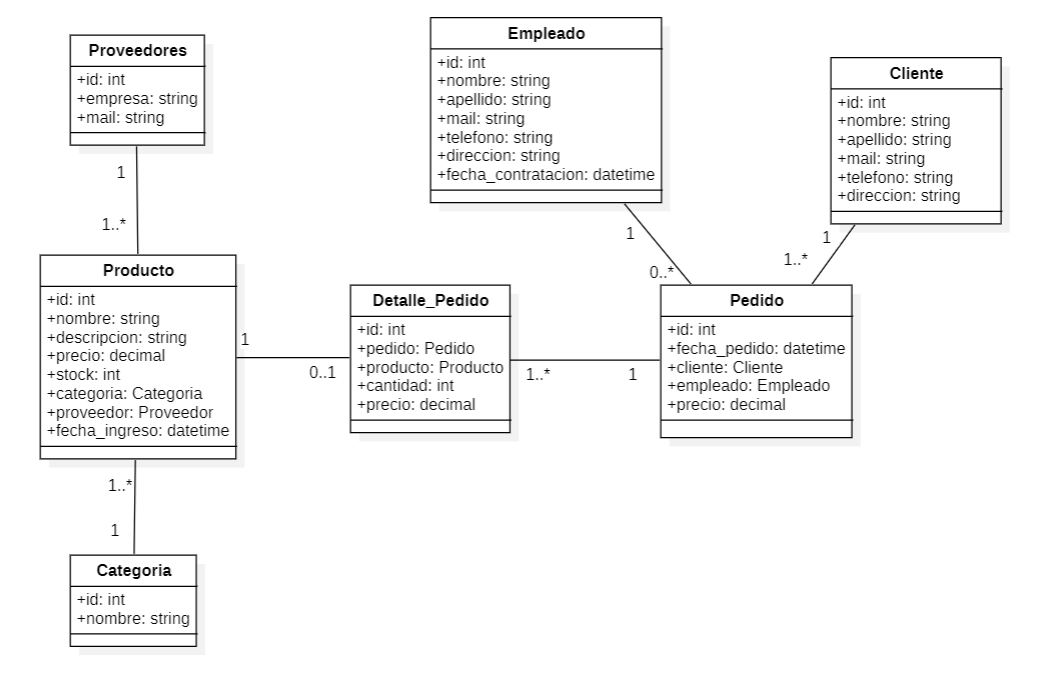 Proveedores
+id: int
+empresa: string
+mail: string
1
1..*
Empleado
+id: int
+nombre: string
+apellido: string
+mail: string
+telefono: string
+direccion: string
+fecha_contratacion: datetime
1
0..*
Cliente
+id: int
+nombre: string
+apellido: string
+mail: string
+telefono: string
+direccion: string
1
1..*
Producto
+id: int
+nombre: string
+descripcion: string
+precio: decimal
+stock: int
+categoria: Categoria
+proveedor: Proveedor
+fecha_ingreso: datetime
1
0..1
Detalle_Pedido
+id: int
+pedido: Pedido
+producto: Producto
+cantidad: int
+precio: decimal
1..*
1
Pedido
+id: int
+fecha_pedido: datetime
+cliente: Cliente
+empleado: Empleado
+precio: decimal
1..*
1
Categoria
+id: int
+nombre: string